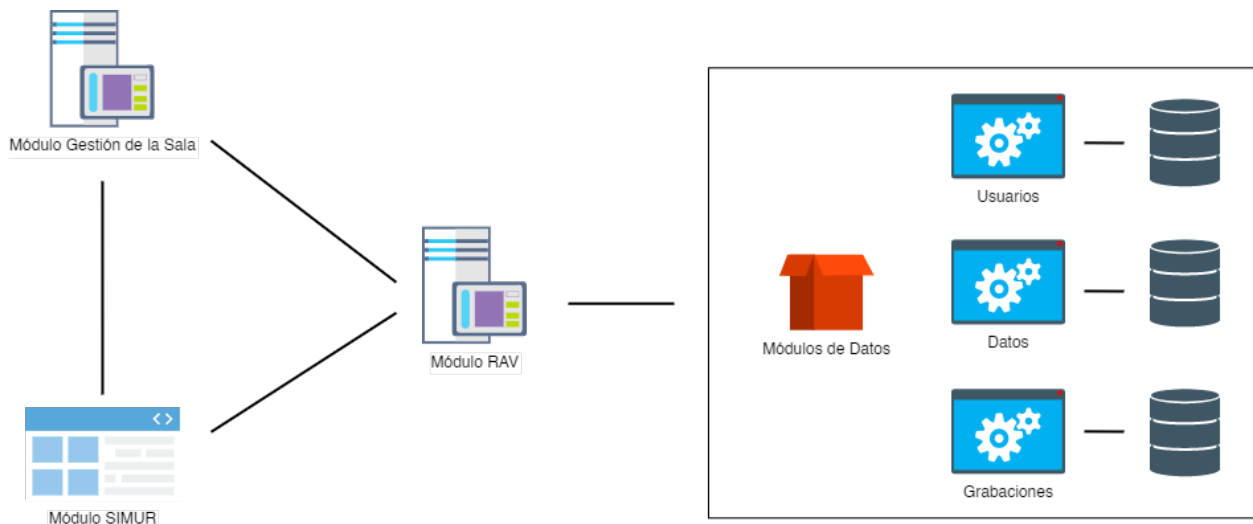 Módulo Gestión de la Sala
Usuarios
Módulos de Datos
Datos
Módulo RAV
Grabaciones
Módulo SIMUR